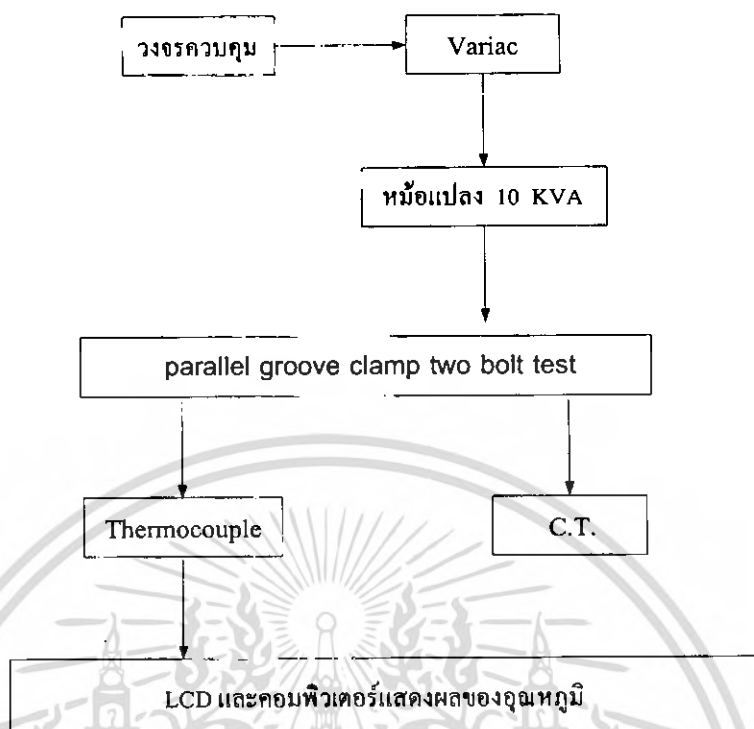 วงจรควบคุม
Variac
หม้อแปลง 10 KVA
parallel groove clamp two bolt test
Thermocouple
C.T.
LCD และคอมพิวเตอร์แสดงผลของอุณหภูมิ